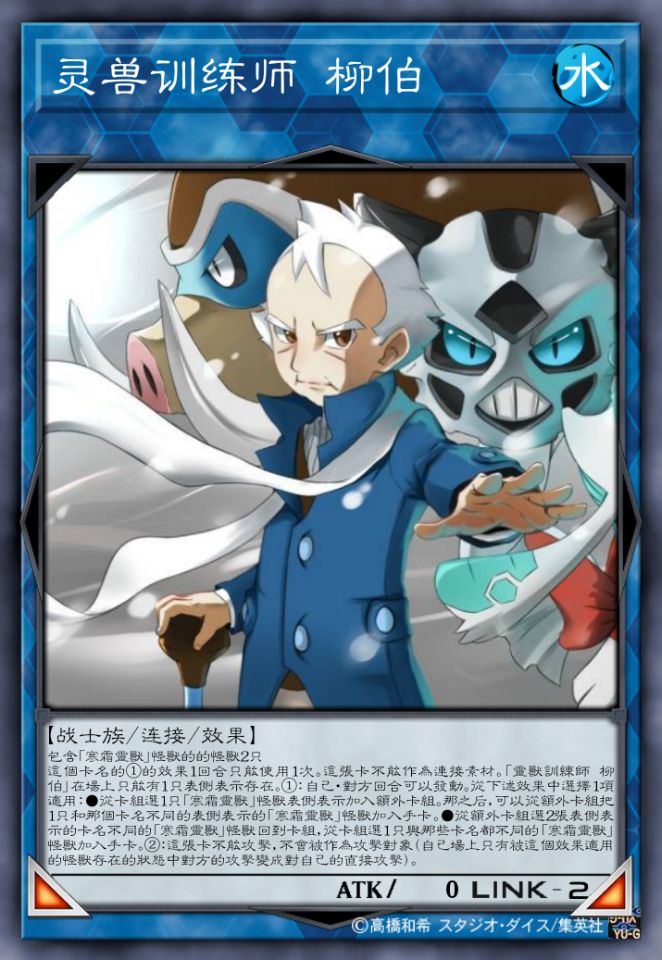 灵兽训练师 柳伯
水
【战士族/连接/效果】
包含「寒霜靈獸」怪獸的的怪獸2只
這個卡名的①的效果1回合只能使用1次。這張卡不能作為連接素材。「靈獸訓練師 柳
伯」在場上只能有1只表側表示存在。①:自己·對方回合可以發動。從下述效果中選擇1項
適用:●從卡組選1只「寒霜靈獸」怪獸表側表示加入額外卡組。那之后,可以從額外卡組把
1只和那個卡名不同的表側表示的「寒霜靈獸」怪獸加入手卡。●從額外卡組選2張表側表
示的卡名不同的「寒霜靈獸」怪獸回到卡組,從卡組選1只與那些卡名都不同的「寒霜靈獸」
怪獸加入手卡。②:這張卡不能攻擊,不會被作為攻擊對象(自己場上只有被這個效果適用
的怪獸存在的狀態中對方的攻擊變成對自己的直接攻擊)。
ATK/ 0 LINK-2
©高橋和希 スタジオ・ダイス/集英社
YU-G